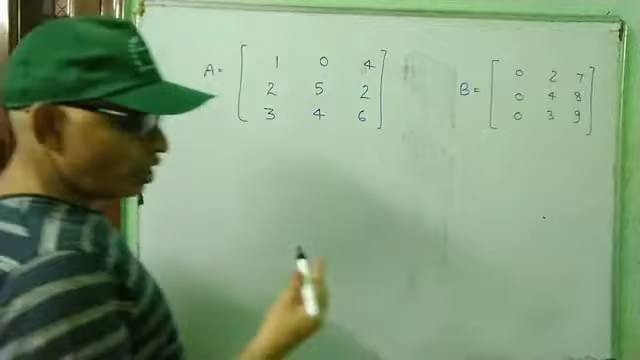 A = [ 1 0 4
2 5 2
3 4 6 ]
B = [ 0 2 7
0 4 8
0 3 9 ]